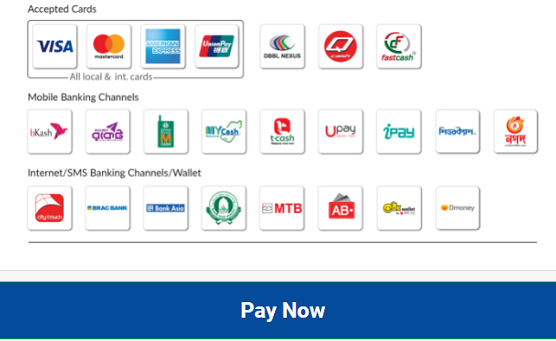 Accepted Cards
VISA
mastercard
AMERICAN EXPRESS
UnionPay
银联
DBBL NEXUS
fastcash
All local & int. cards
Mobile Banking Channels
bKash
রকেট
MYCash
t-cash
Upay
iPay
শিওরক্যাশ
নগদ
Internet/SMS Banking Channels/Wallet
citytouch
BRAC BANK
Bank Asia
MTB
AB
wallet
Dmoney
Pay Now